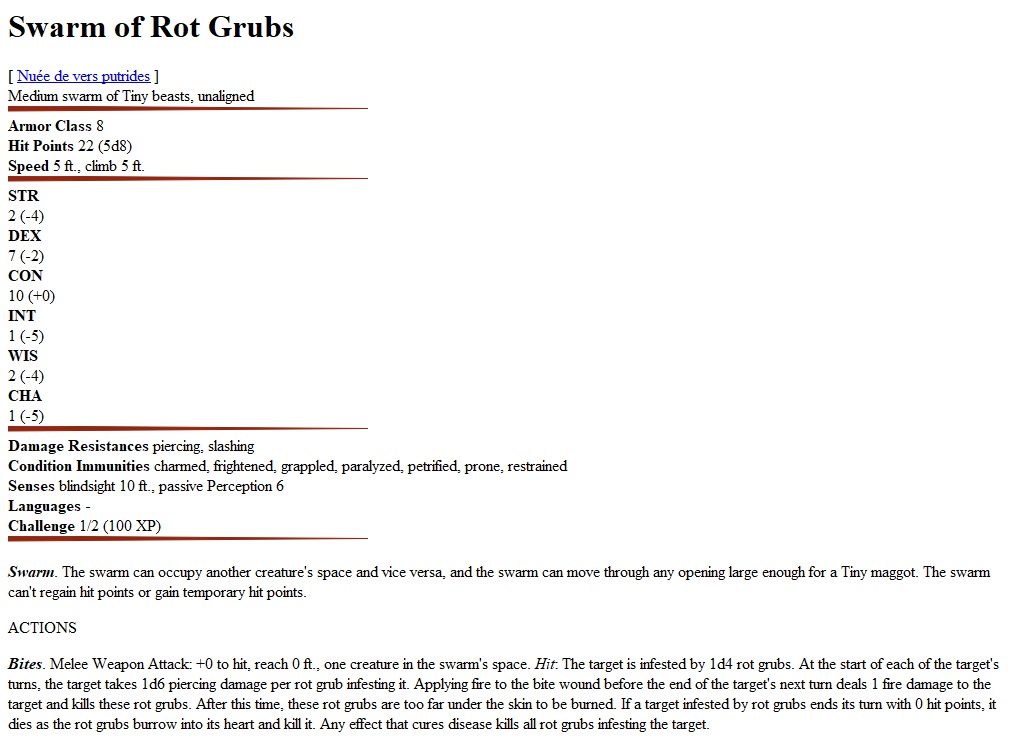 Swarm of Rot Grubs
[ Nuée de vers putrides ]
Medium swarm of Tiny beasts, unaligned
Armor Class 8
Hit Points 22 (5d8)
Speed 5 ft., climb 5 ft.
STR
2 (-4)
DEX
7 (-2)
CON
10 (+0)
INT
1 (-5)
WIS
2 (-4)
CHA
1 (-5)
Damage Resistances piercing, slashing
Condition Immunities charmed, frightened, grappled, paralyzed, petrified, prone, restrained
Senses blindsight 10 ft., passive Perception 6
Languages -
Challenge 1/2 (100 XP)
Swarm. The swarm can occupy another creature's space and vice versa, and the swarm can move through any opening large enough for a Tiny maggot. The swarm
can't regain hit points or gain temporary hit points.
ACTIONS
Bites. Melee Weapon Attack: +0 to hit, reach 0 ft., one creature in the swarm's space. Hit: The target is infested by 1d4 rot grubs. At the start of each of the target's
turns, the target takes 1d6 piercing damage per rot grub infesting it. Applying fire to the bite wound before the end of the target's next turn deals 1 fire damage to the
target and kills these rot grubs. After this time, these rot grubs are too far under the skin to be burned. If a target infested by rot grubs ends its turn with 0 hit points, it
dies as the rot grubs burrow into its heart and kill it. Any effect that cures disease kills all rot grubs infesting the target.